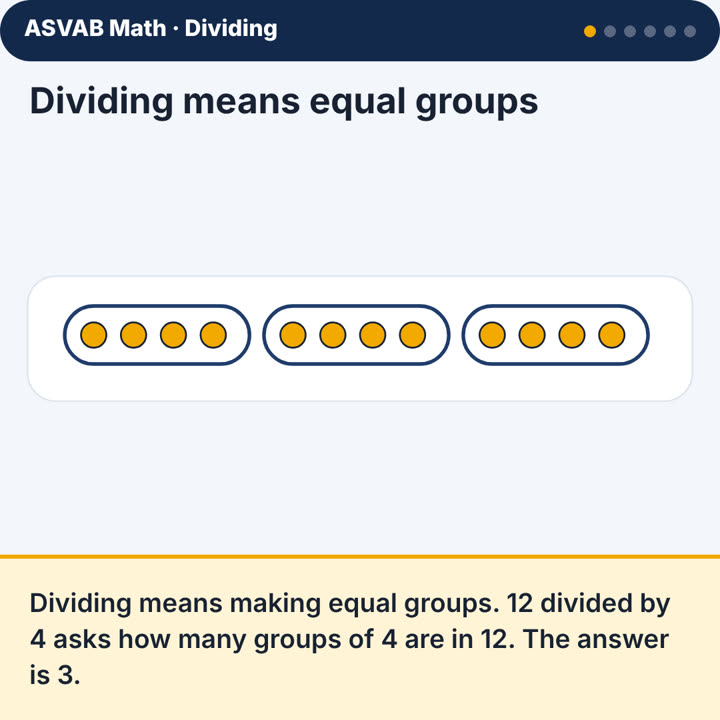 ASVAB Math · Dividing
Dividing means equal groups
Dividing means making equal groups. 12 divided by
4 asks how many groups of 4 are in 12. The answer
is 3.